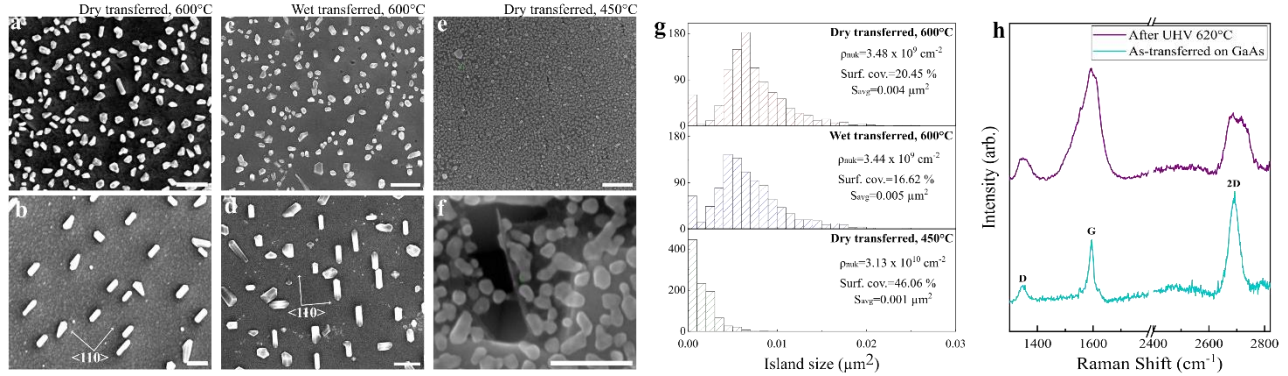 Dry transferred, 600°C
Wet transferred, 600°C
Dry transferred, 450°C
a
c
e
b
d
f
<110>
<110>
g
Dry transferred, 600°C
ρnuk=3.48 x 10⁹ cm⁻²
Surf. cov.=20.45 %
Savg=0.004 µm²
Wet transferred, 600°C
ρnuk=3.44 x 10⁹ cm⁻²
Surf. cov.=16.62 %
Savg=0.005 µm²
Dry transferred, 450°C
ρnuk=3.13 x 10¹⁰ cm⁻²
Surf. cov.=46.06 %
Savg=0.001 µm²
180
90
0
180
90
0
400
200
0
0.00
0.01
0.02
0.03
Island size (µm²)
h
After UHV 620°C
As-transferred on GaAs
D
G
2D
Intensity (arb.)
1400
1600
2400
2600
2800
Raman Shift (cm⁻¹)